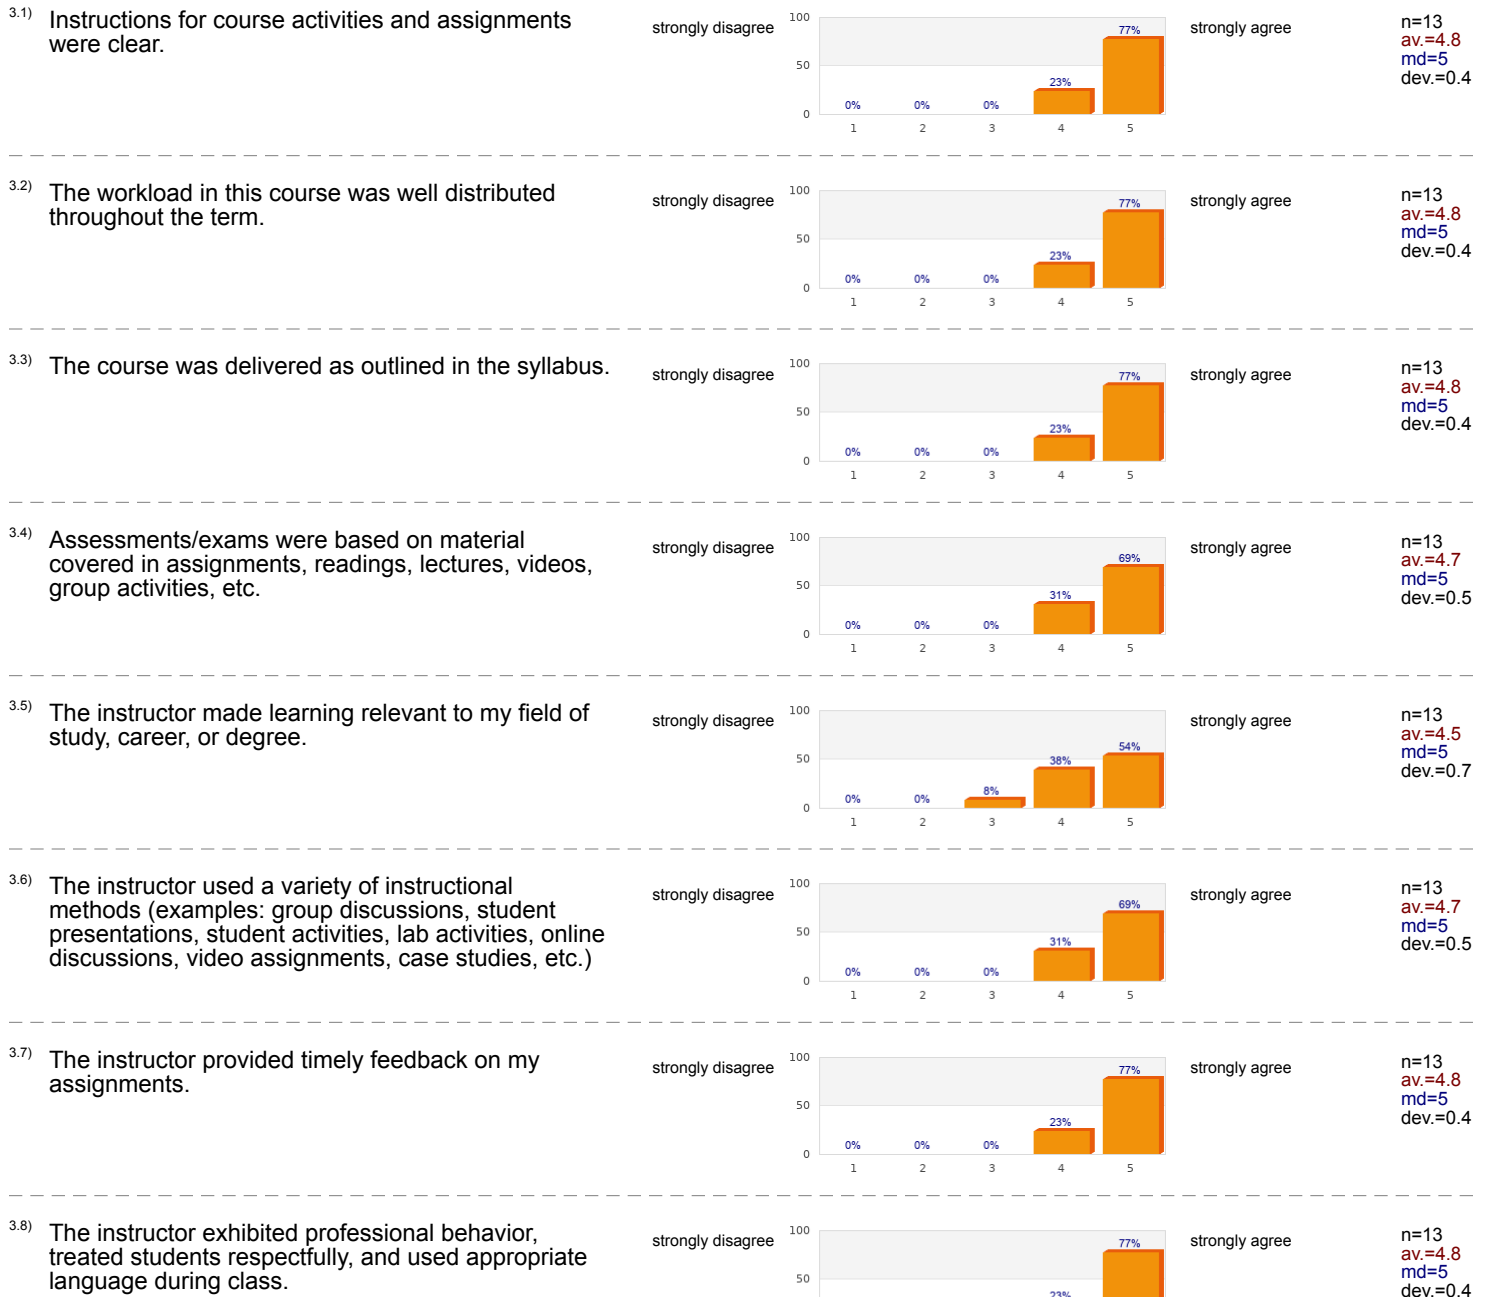 3.1) Instructions for course activities and assignments
were clear.
strongly disagree
100
50
0
0% 0% 0% 23% 77%
1 2 3 4 5
strongly agree
n=13
av.=4.8
md=5
dev.=0.4
3.2) The workload in this course was well distributed
throughout the term.
strongly disagree
100
50
0
0% 0% 0% 23% 77%
1 2 3 4 5
strongly agree
n=13
av.=4.8
md=5
dev.=0.4
3.3) The course was delivered as outlined in the syllabus.
strongly disagree
100
50
0
0% 0% 0% 23% 77%
1 2 3 4 5
strongly agree
n=13
av.=4.8
md=5
dev.=0.4
3.4) Assessments/exams were based on material
covered in assignments, readings, lectures, videos,
group activities, etc.
strongly disagree
100
50
0
0% 0% 0% 31% 69%
1 2 3 4 5
strongly agree
n=13
av.=4.7
md=5
dev.=0.5
3.5) The instructor made learning relevant to my field of
study, career, or degree.
strongly disagree
100
50
0
0% 0% 8% 38% 54%
1 2 3 4 5
strongly agree
n=13
av.=4.5
md=5
dev.=0.7
3.6) The instructor used a variety of instructional
methods (examples: group discussions, student
presentations, student activities, lab activities, online
discussions, video assignments, case studies, etc.)
strongly disagree
100
50
0
0% 0% 0% 31% 69%
1 2 3 4 5
strongly agree
n=13
av.=4.7
md=5
dev.=0.5
3.7) The instructor provided timely feedback on my
assignments.
strongly disagree
100
50
0
0% 0% 0% 23% 77%
1 2 3 4 5
strongly agree
n=13
av.=4.8
md=5
dev.=0.4
3.8) The instructor exhibited professional behavior,
treated students respectfully, and used appropriate
language during class.
strongly disagree
100
50
23% 77%
strongly agree
n=13
av.=4.8
md=5
dev.=0.4